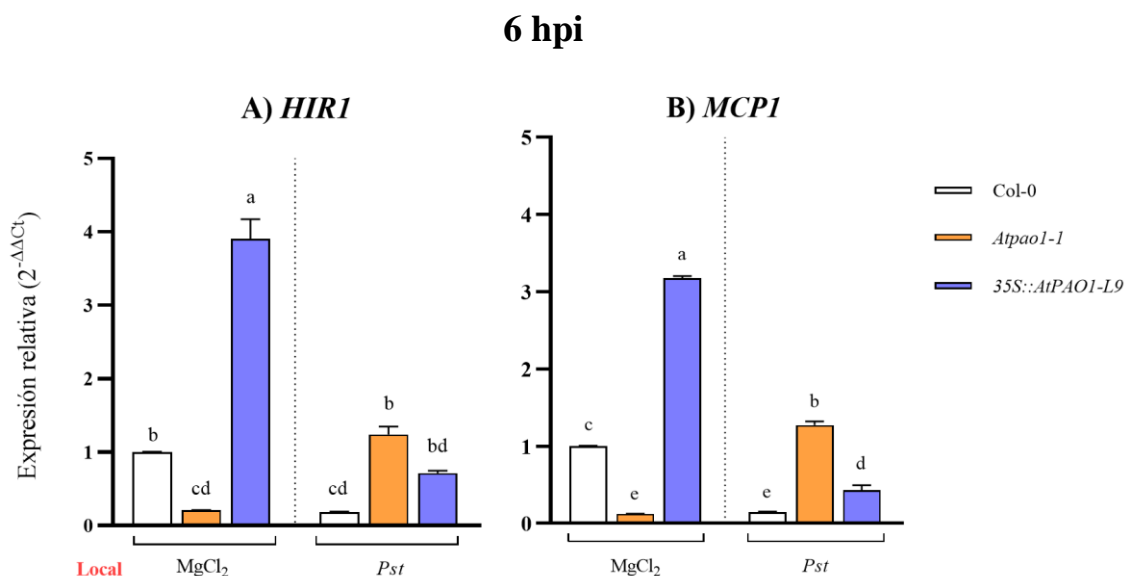 6 hpi
A) HIR1
B) MCP1
Expresión relativa (2^-ΔΔCt)
5
4
3
2
1
0
b
cd
a
cd
b
bd
Local
MgCl₂
Pst
5
4
3
2
1
0
c
e
a
e
b
d
MgCl₂
Pst
Col-0
Atpao1-1
35S::AtPAO1-L9